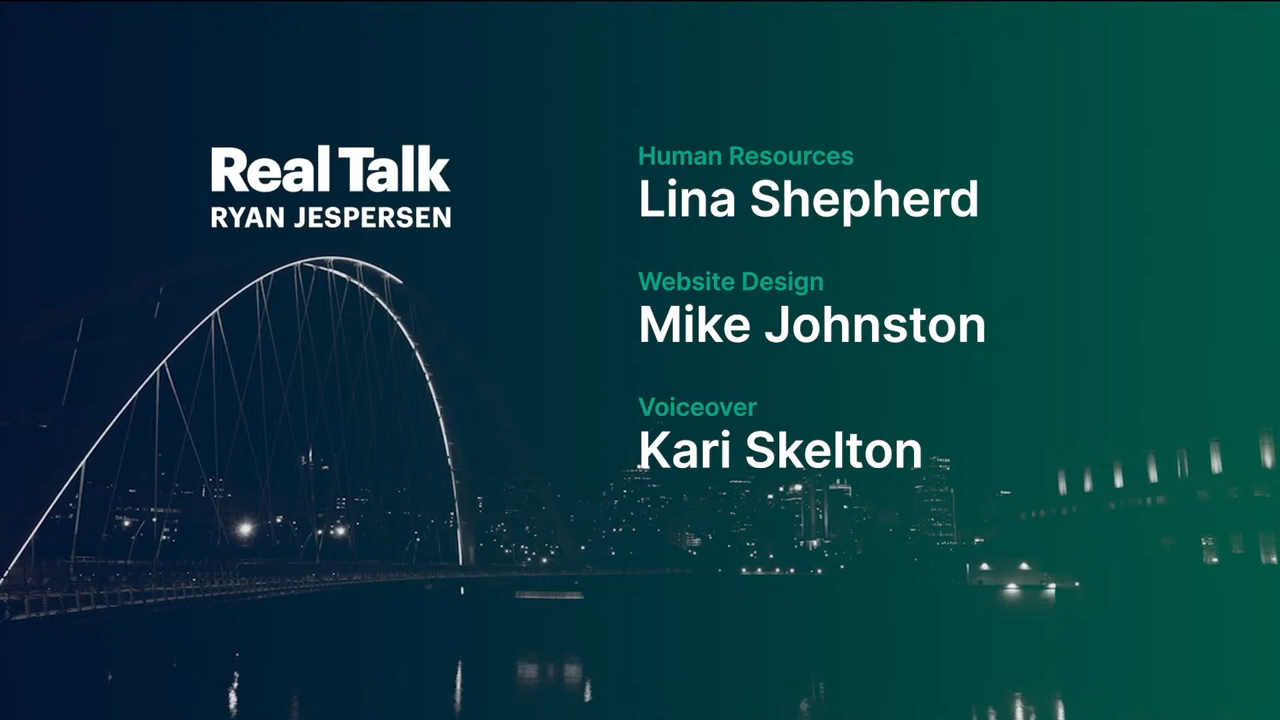 Real Talk
RYAN JESPERSEN
Human Resources
Lina Shepherd
Website Design
Mike Johnston
Voiceover
Kari Skelton